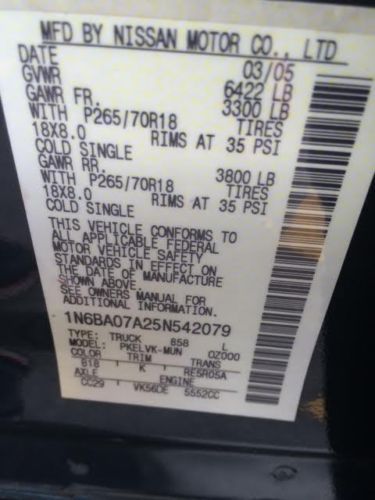 MFD BY NISSAN MOTOR CO., LTD
DATE 03/05
GVWR 6422 LB
GAWR FR. 3300 LB
WITH P265/70R18 TIRES
18X8.0 RIMS AT 35 PSI
COLD SINGLE
GAWR RR. 3800 LB
WITH P265/70R18 TIRES
18X8.0 RIMS AT 35 PSI
COLD SINGLE
THIS VEHICLE CONFORMS TO
ALL APPLICABLE FEDERAL
MOTOR VEHICLE SAFETY
STANDARDS IN EFFECT ON
THE DATE OF MANUFACTURE
SHOWN ABOVE.
SEE OWNERS MANUAL FOR
ADDITIONAL INFORMATION.
1N6BA07A25N542079
TYPE: TRUCK 858 L
MODEL: PKELVK-MUN 0Z000
COLOR TRIM TRANS
818 K RE5R05A
AXLE ENGINE
CC29 VK56DE 5552CC